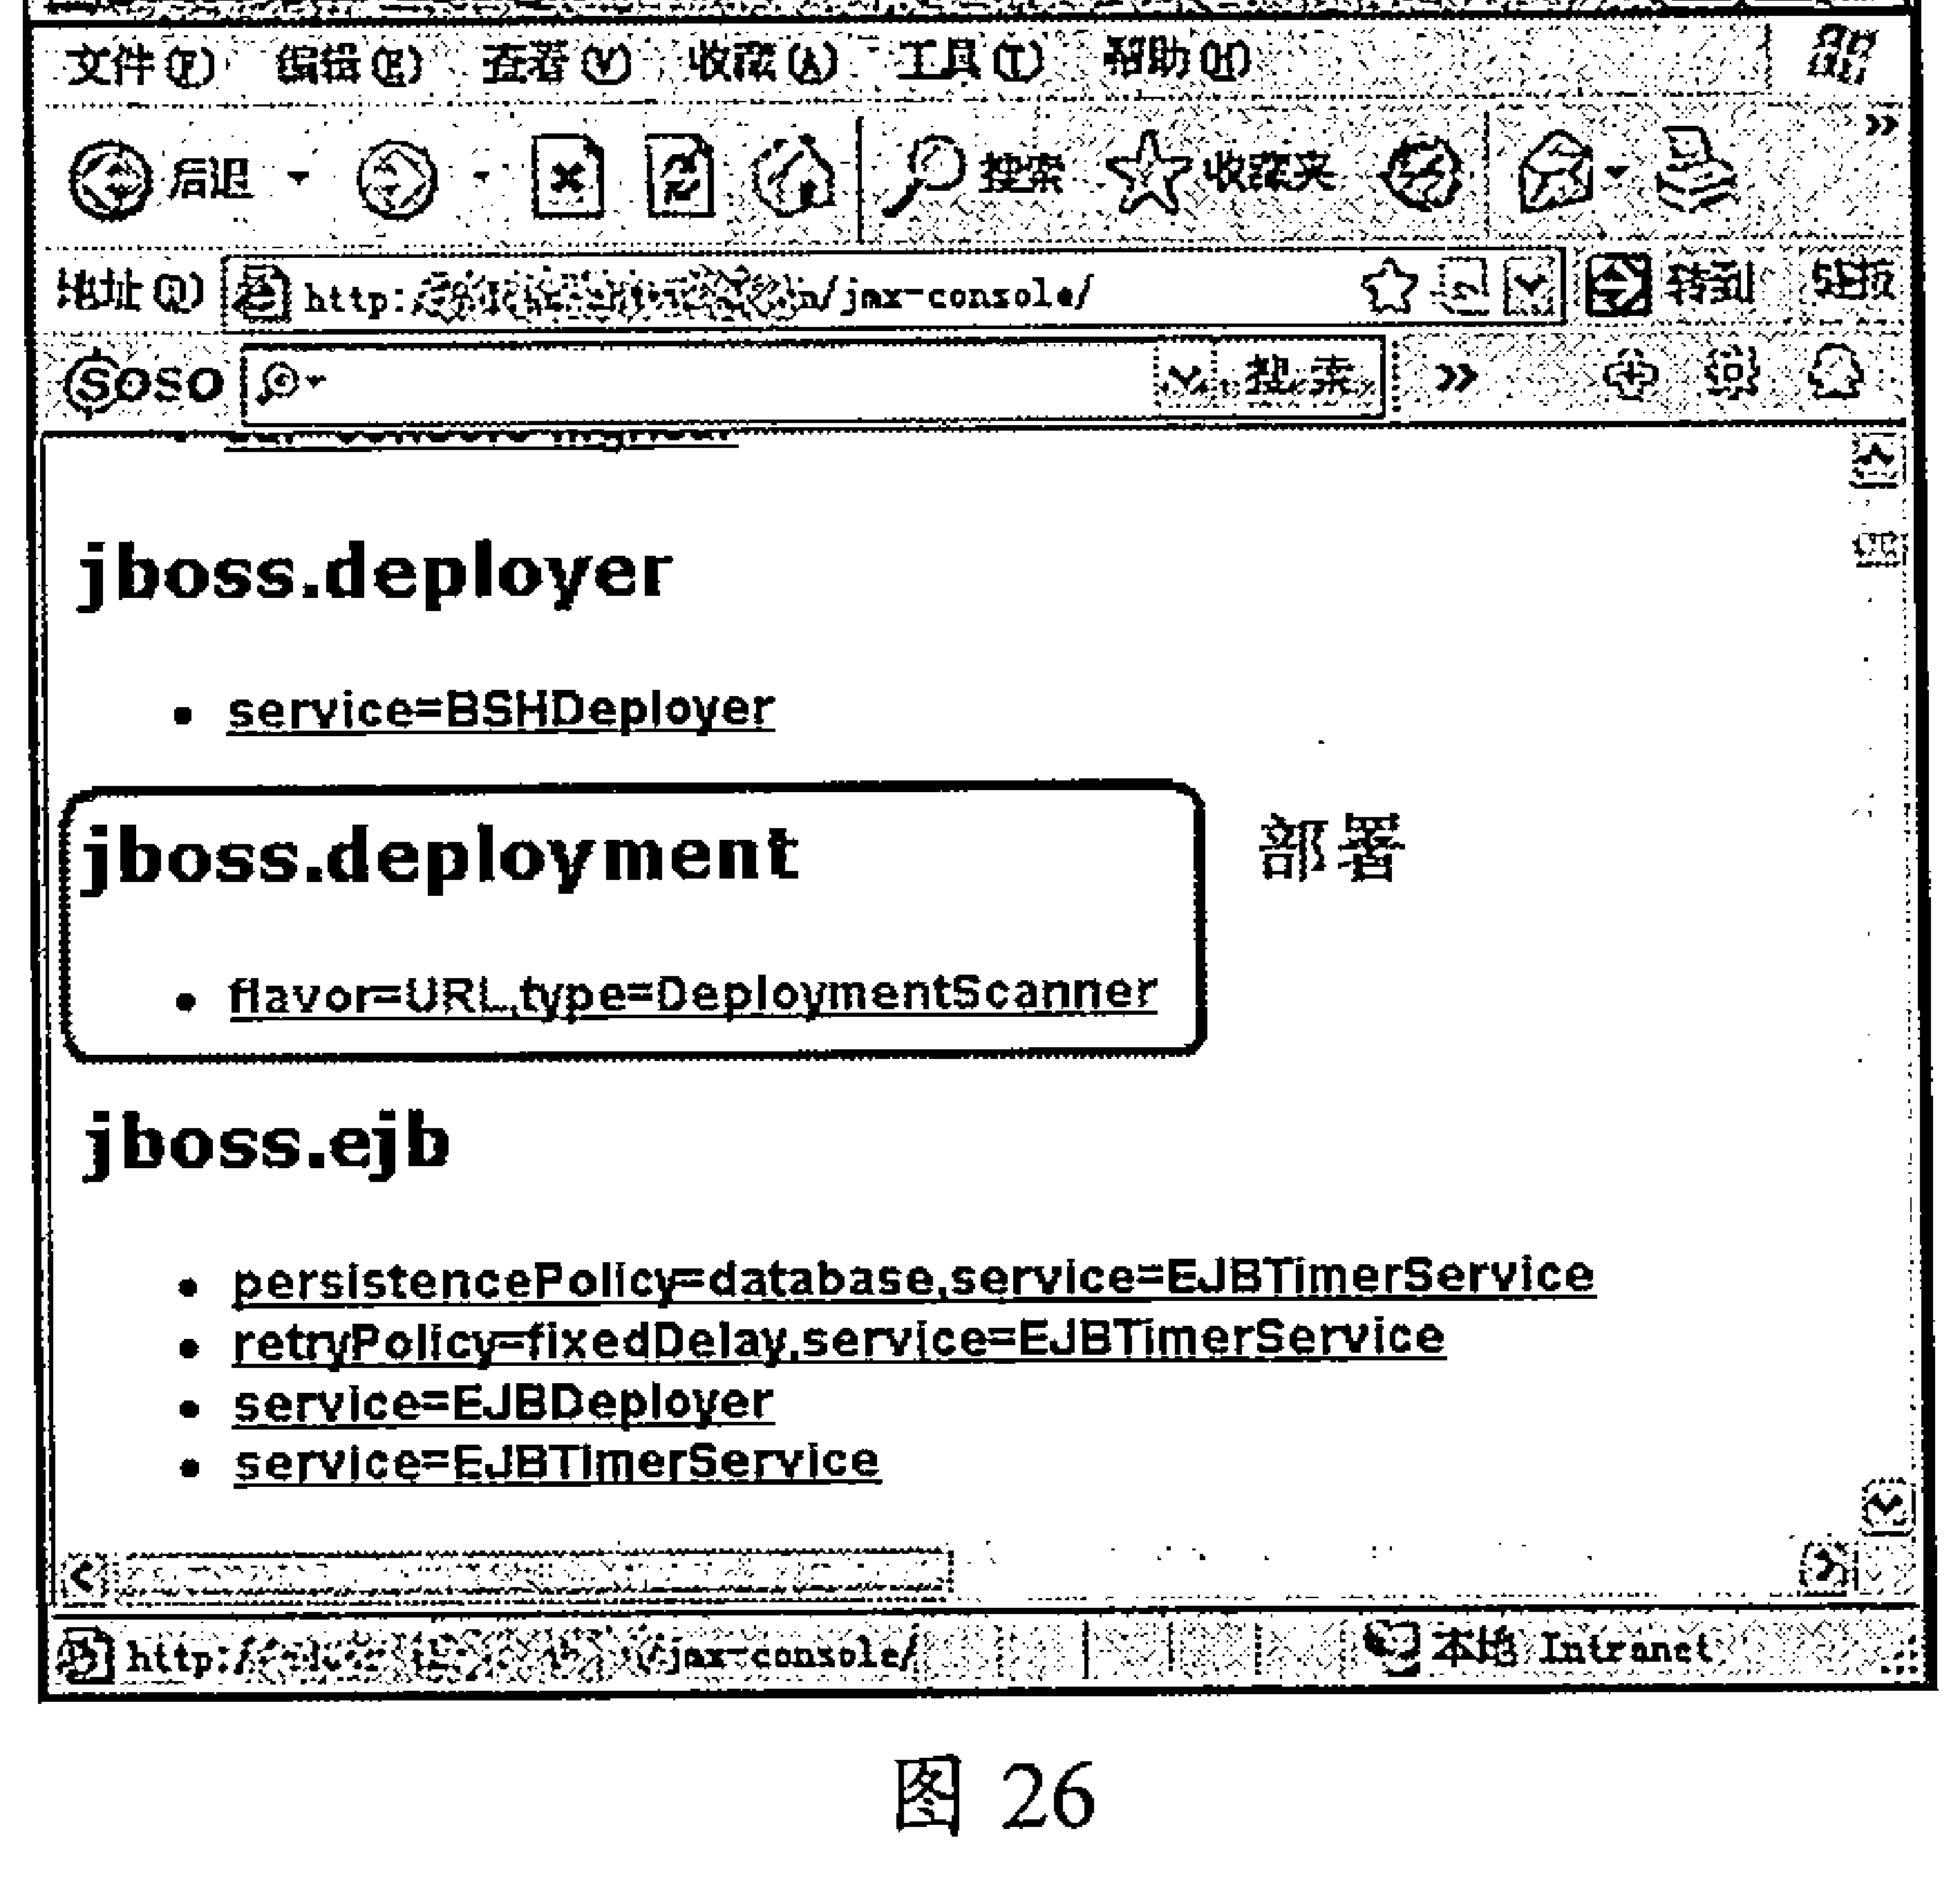 文件(F) 编辑(E) 查看(V) 收藏(A) 工具(T) 帮助(H)
后退 搜索 收藏夹
地址(D) http:/ n/jmx-console/ 转到 链接
soso 搜索
jboss.deployer
• service=BSHDeployer
jboss.deployment 部署
• flavor=URL,type=DeploymentScanner
jboss.ejb
• persistencePolicy=database,service=EJBTimerService
• retryPolicy=fixedDelay,service=EJBTimerService
• service=EJBDeployer
• service=EJBTimerService
http:/ /jmx-console/ 本地 Intranet
图 26